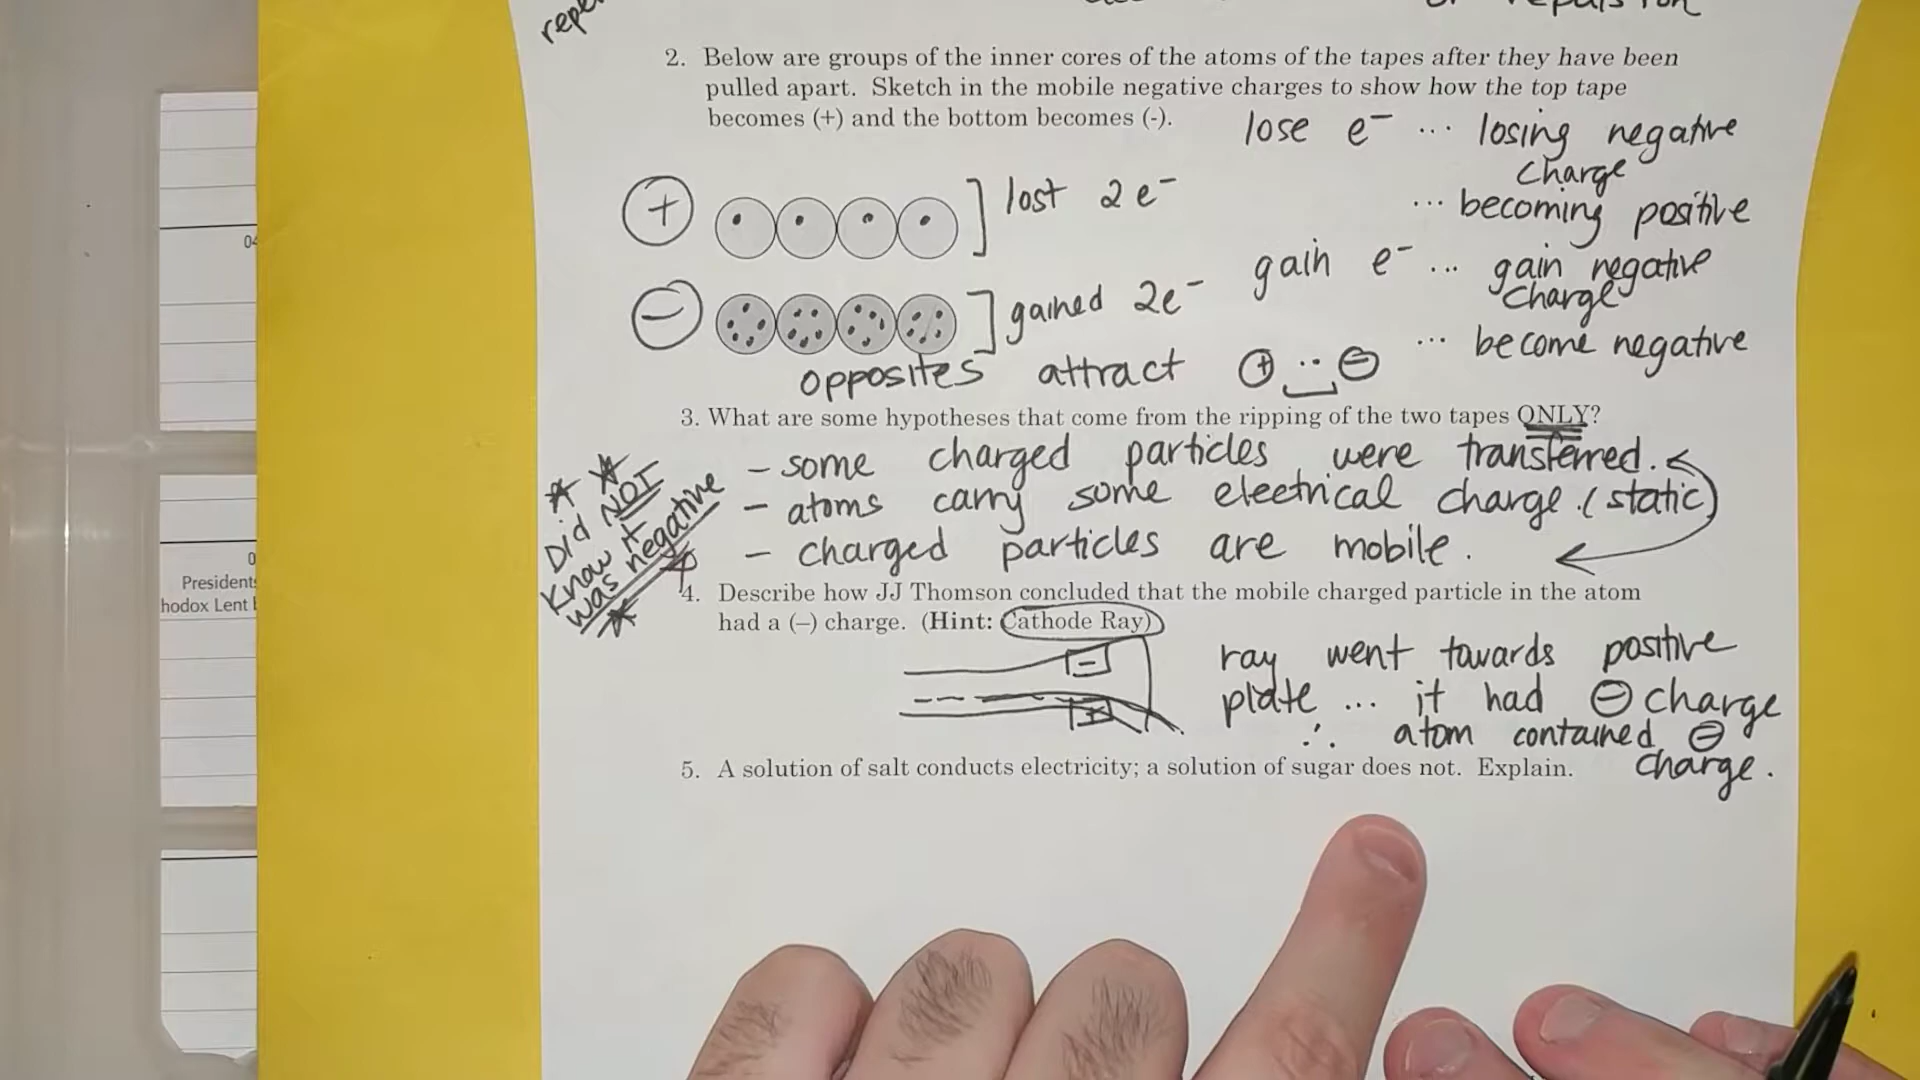 repe
or repulsion
2. Below are groups of the inner cores of the atoms of the tapes after they have been
pulled apart. Sketch in the mobile negative charges to show how the top tape
becomes (+) and the bottom becomes (-).
lose e⁻ ... losing negative
charge
... becoming positive
+ ] lost 2e⁻
gain e⁻ ... gain negative
charge
... become negative
− ] gained 2e⁻
opposites attract + −
3. What are some hypotheses that come from the ripping of the two tapes ONLY?
– some charged particles were transferred.
– atoms carry some electrical charge. (static)
– charged particles are mobile.
Did NOT
know it
was negative
4. Describe how JJ Thomson concluded that the mobile charged particle in the atom
had a (–) charge. (Hint: Cathode Ray)
−
+
ray went towards positive
plate ... it had ⊖ charge
∴ atom contained ⊖
charge.
5. A solution of salt conducts electricity; a solution of sugar does not. Explain.
04
0
Presidents
hodox Lent